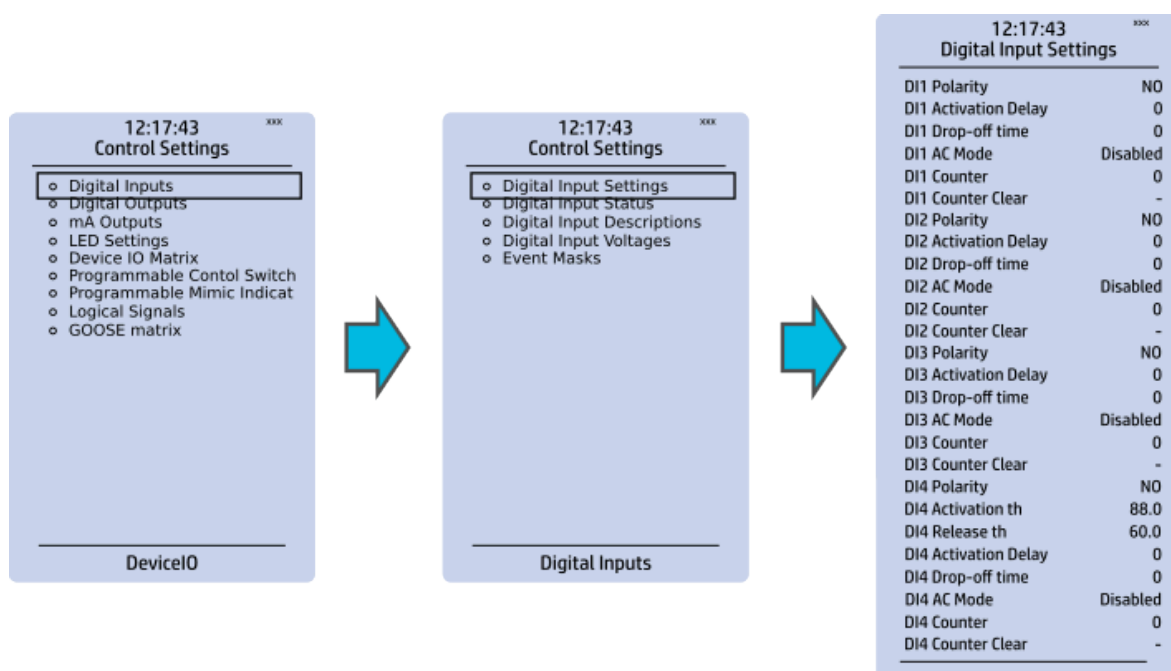 12:17:43 xxx
Control Settings
Digital Inputs
Digital Outputs
mA Outputs
LED Settings
Device IO Matrix
Programmable Contol Switch
Programmable Mimic Indicat
Logical Signals
GOOSE matrix
DeviceIO
12:17:43 xxx
Control Settings
Digital Input Settings
Digital Input Status
Digital Input Descriptions
Digital Input Voltages
Event Masks
Digital Inputs
12:17:43 xxx
Digital Input Settings
DI1 Polarity NO
DI1 Activation Delay 0
DI1 Drop-off time 0
DI1 AC Mode Disabled
DI1 Counter 0
DI1 Counter Clear -
DI2 Polarity NO
DI2 Activation Delay 0
DI2 Drop-off time 0
DI2 AC Mode Disabled
DI2 Counter 0
DI2 Counter Clear -
DI3 Polarity NO
DI3 Activation Delay 0
DI3 Drop-off time 0
DI3 AC Mode Disabled
DI3 Counter 0
DI3 Counter Clear -
DI4 Polarity NO
DI4 Activation th 88.0
DI4 Release th 60.0
DI4 Activation Delay 0
DI4 Drop-off time 0
DI4 AC Mode Disabled
DI4 Counter 0
DI4 Counter Clear -